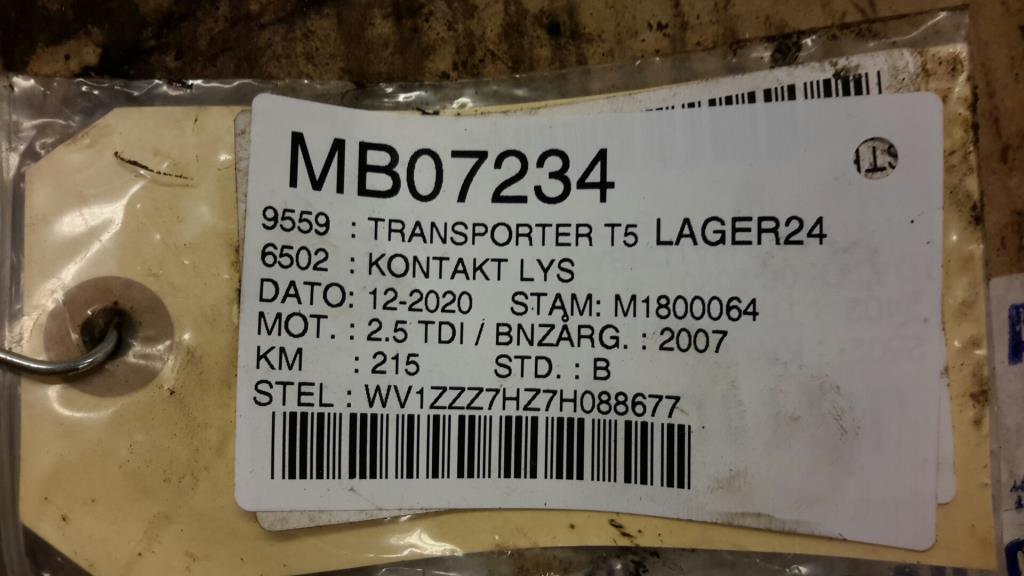 MB07234
9559 : TRANSPORTER T5 LAGER24
6502 : KONTAKT LYS
DATO: 12-2020 STAM: M1800064
MOT. : 2.5 TDI / BNZÅRG. : 2007
KM : 215 STD. : B
STEL : WV1ZZZ7HZ7H088677